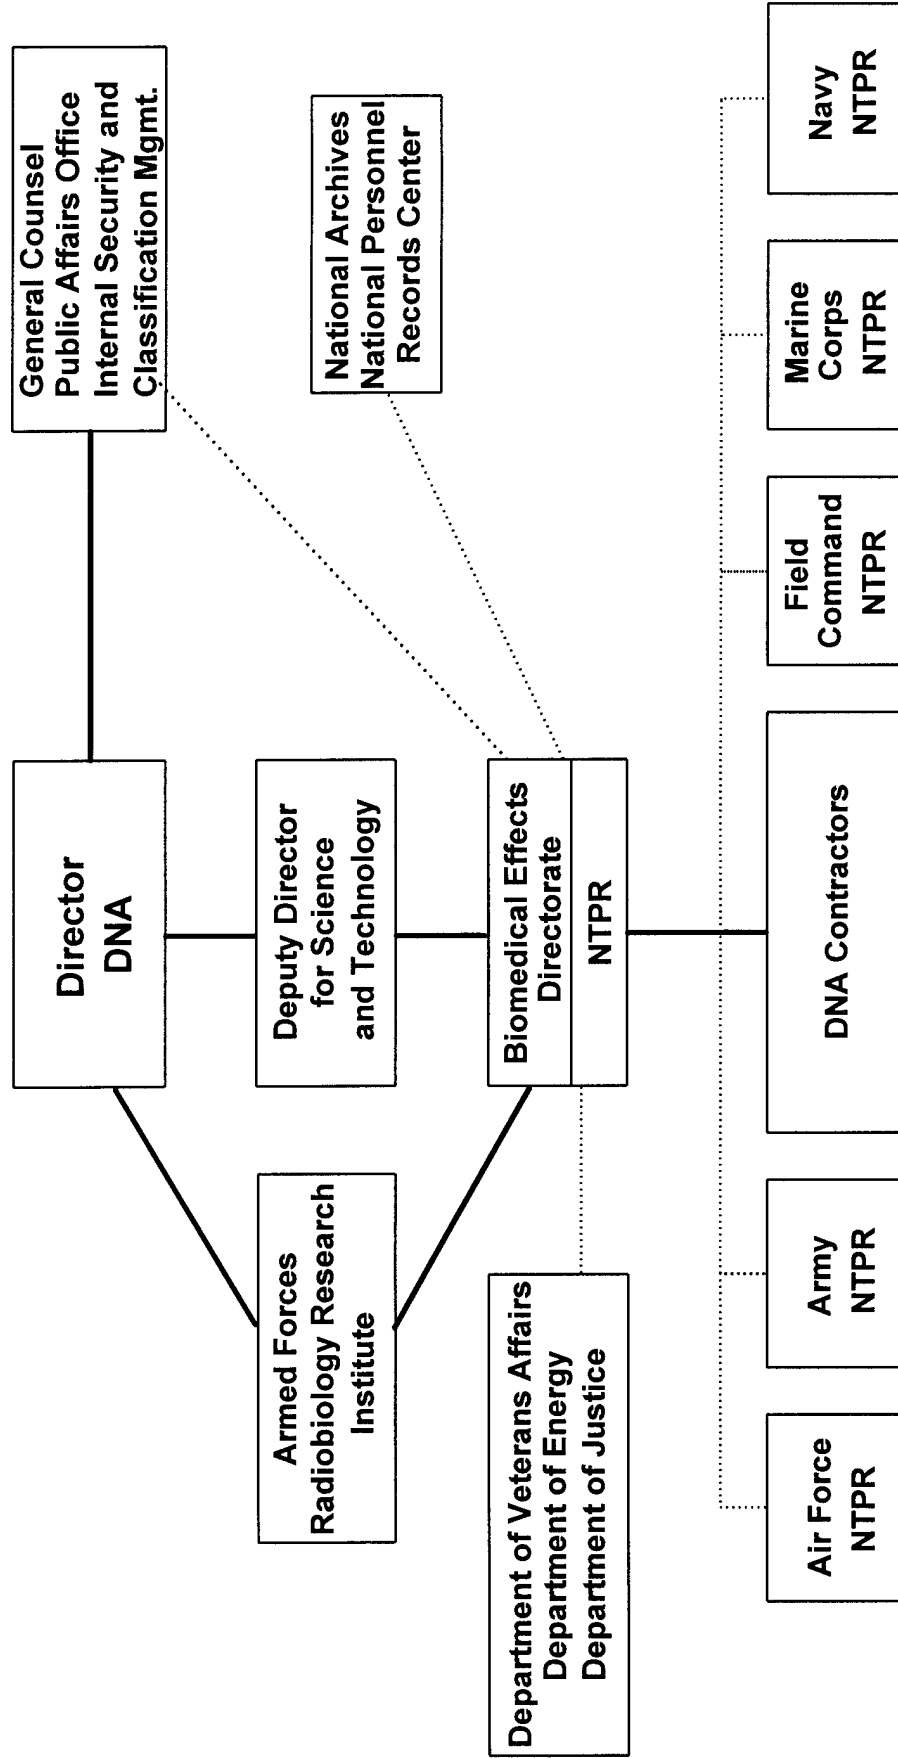 Director
DNA
General Counsel
Public Affairs Office
Internal Security and
Classification Mgmt.
Armed Forces
Radiobiology Research
Institute
Deputy Director
for Science
and Technology
National Archives
National Personnel
Records Center
Department of Veterans Affairs
Department of Energy
Department of Justice
Biomedical Effects
Directorate
NTPR
Air Force
NTPR
Army
NTPR
DNA Contractors
Field
Command
NTPR
Marine
Corps
NTPR
Navy
NTPR